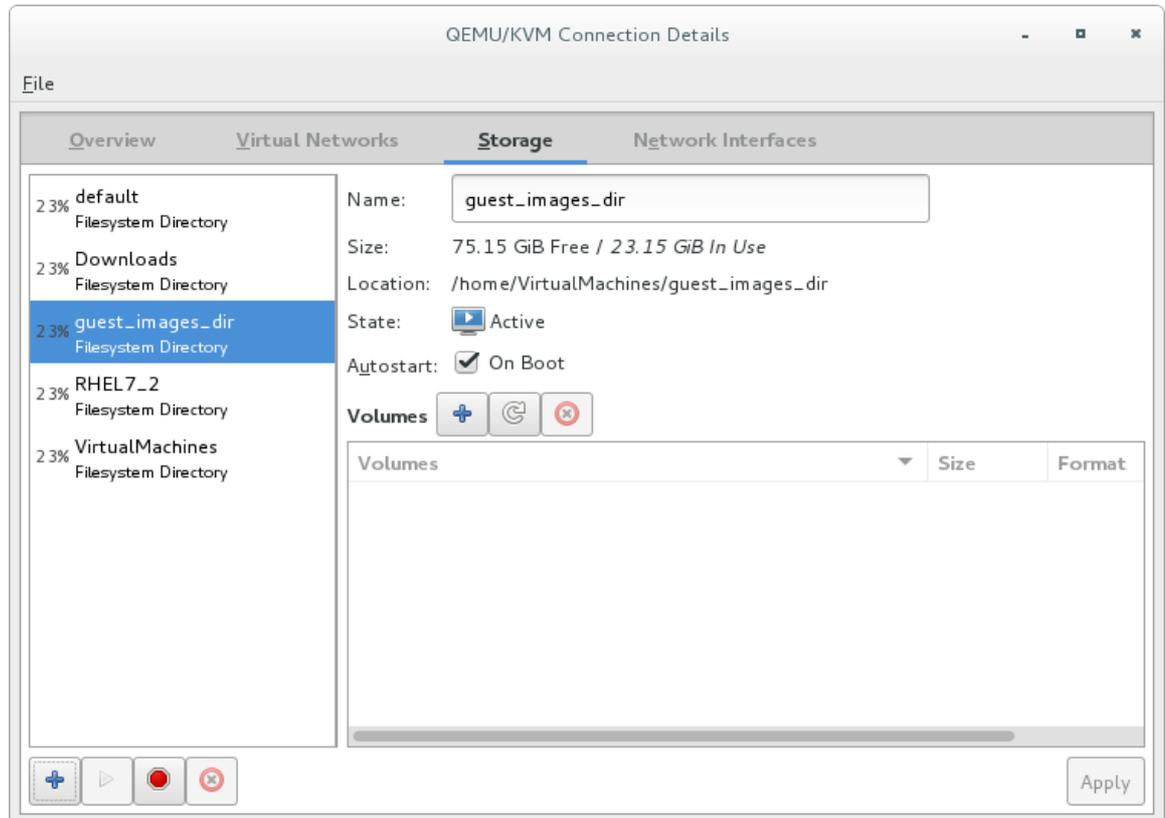 QEMU/KVM Connection Details
File
Overview Virtual Networks Storage Network Interfaces
23% default
Filesystem Directory
23% Downloads
Filesystem Directory
23% guest_images_dir
Filesystem Directory
23% RHEL7_2
Filesystem Directory
23% VirtualMachines
Filesystem Directory
Name: guest_images_dir
Size: 75.15 GiB Free / 23.15 GiB In Use
Location: /home/VirtualMachines/guest_images_dir
State: Active
Autostart: On Boot
Volumes
Volumes Size Format
Apply